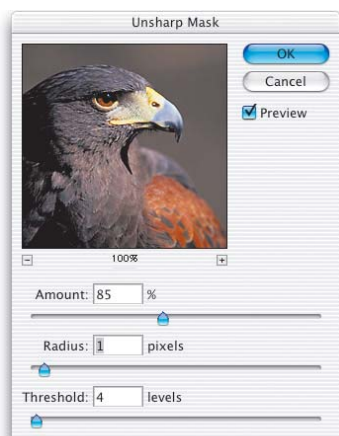 Unsharp Mask
OK
Cancel
Preview
100%
Amount: 85 %
Radius: 1 pixels
Threshold: 4 levels